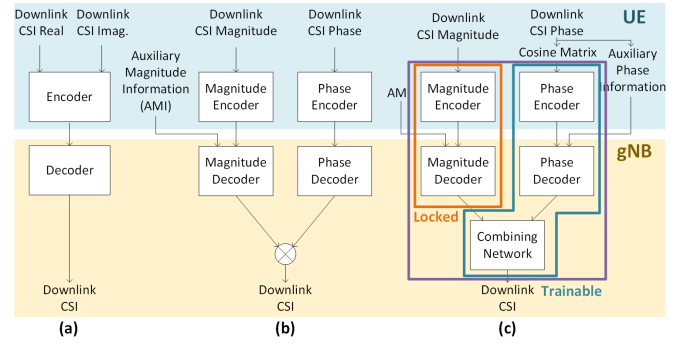 Downlink
CSI Real
Downlink
CSI Imag.
Encoder
Decoder
Downlink
CSI
(a)
Auxiliary
Magnitude
Information
(AMI)
Downlink
CSI Magnitude
Downlink
CSI Phase
Magnitude
Encoder
Phase
Encoder
Magnitude
Decoder
Phase
Decoder
Downlink
CSI
(b)
Downlink
CSI Magnitude
Downlink
CSI Phase
UE
Cosine Matrix
Auxiliary
Phase
Information
AM
Magnitude
Encoder
Phase
Encoder
gNB
Magnitude
Decoder
Phase
Decoder
Locked
Combining
Network
Trainable
Downlink
CSI
(c)